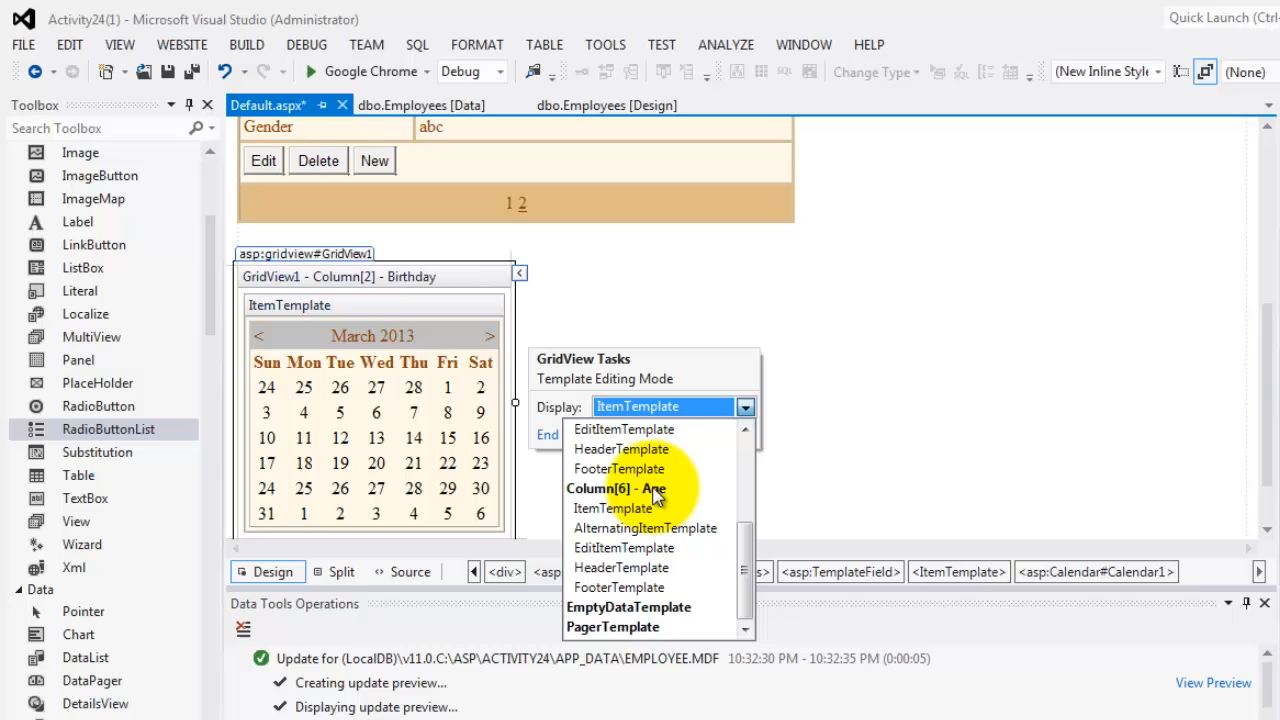 Activity24(1) - Microsoft Visual Studio (Administrator)
Quick Launch (Ctrl-
FILE EDIT VIEW WEBSITE BUILD DEBUG TEAM SQL FORMAT TABLE TOOLS TEST ANALYZE WINDOW HELP
Google Chrome Debug Change Type (New Inline Style (None)
Toolbox
Default.aspx* dbo.Employees [Data] dbo.Employees [Design]
Search Toolbox
Image
ImageButton
ImageMap
Label
LinkButton
ListBox
Literal
Localize
MultiView
Panel
PlaceHolder
RadioButton
RadioButtonList
Substitution
Table
TextBox
View
Wizard
Xml
Data
Pointer
Chart
DataList
DataPager
DetailsView
Gender abc
Edit Delete New
1 2
asp:gridview#GridView1
GridView1 - Column[2] - Birthday
ItemTemplate
< March 2013 >
Sun Mon Tue Wed Thu Fri Sat
24 25 26 27 28 1 2
3 4 5 6 7 8 9
10 11 12 13 14 15 16
17 18 19 20 21 22 23
24 25 26 27 28 29 30
31 1 2 3 4 5 6
GridView Tasks
Template Editing Mode
Display: ItemTemplate
End
EditItemTemplate
HeaderTemplate
FooterTemplate
Column[6] - Age
ItemTemplate
AlternatingItemTemplate
EditItemTemplate
HeaderTemplate
FooterTemplate
EmptyDataTemplate
PagerTemplate
Design Split Source <div> <asp s> <asp:TemplateField> <ItemTemplate> <asp:Calendar#Calendar1>
Data Tools Operations
Update for (LocalDB)\v11.0.C:\ASP\ACTIVITY24\APP_DATA\EMPLOYEE.MDF 10:32:30 PM - 10:32:35 PM (0:00:05)
Creating update preview... View Preview
Displaying update preview...